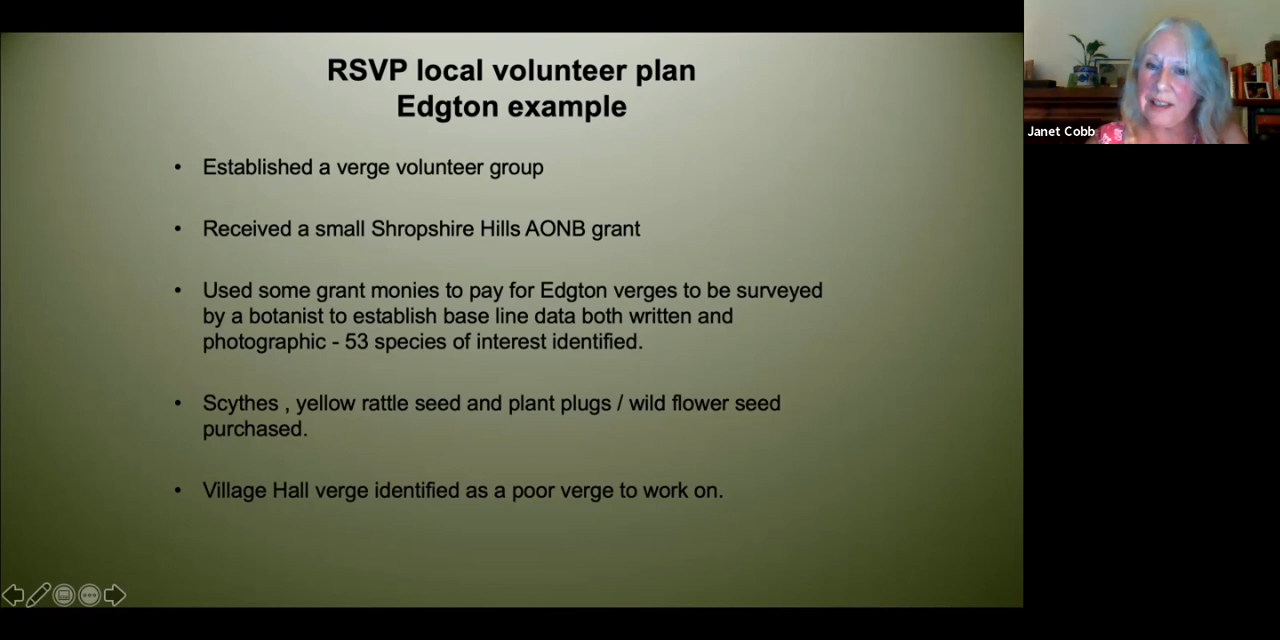 RSVP local volunteer plan
Edgton example
• Established a verge volunteer group
• Received a small Shropshire Hills AONB grant
• Used some grant monies to pay for Edgton verges to be surveyed
by a botanist to establish base line data both written and
photographic - 53 species of interest identified.
• Scythes , yellow rattle seed and plant plugs / wild flower seed
purchased.
• Village Hall verge identified as a poor verge to work on.
Janet Cobb